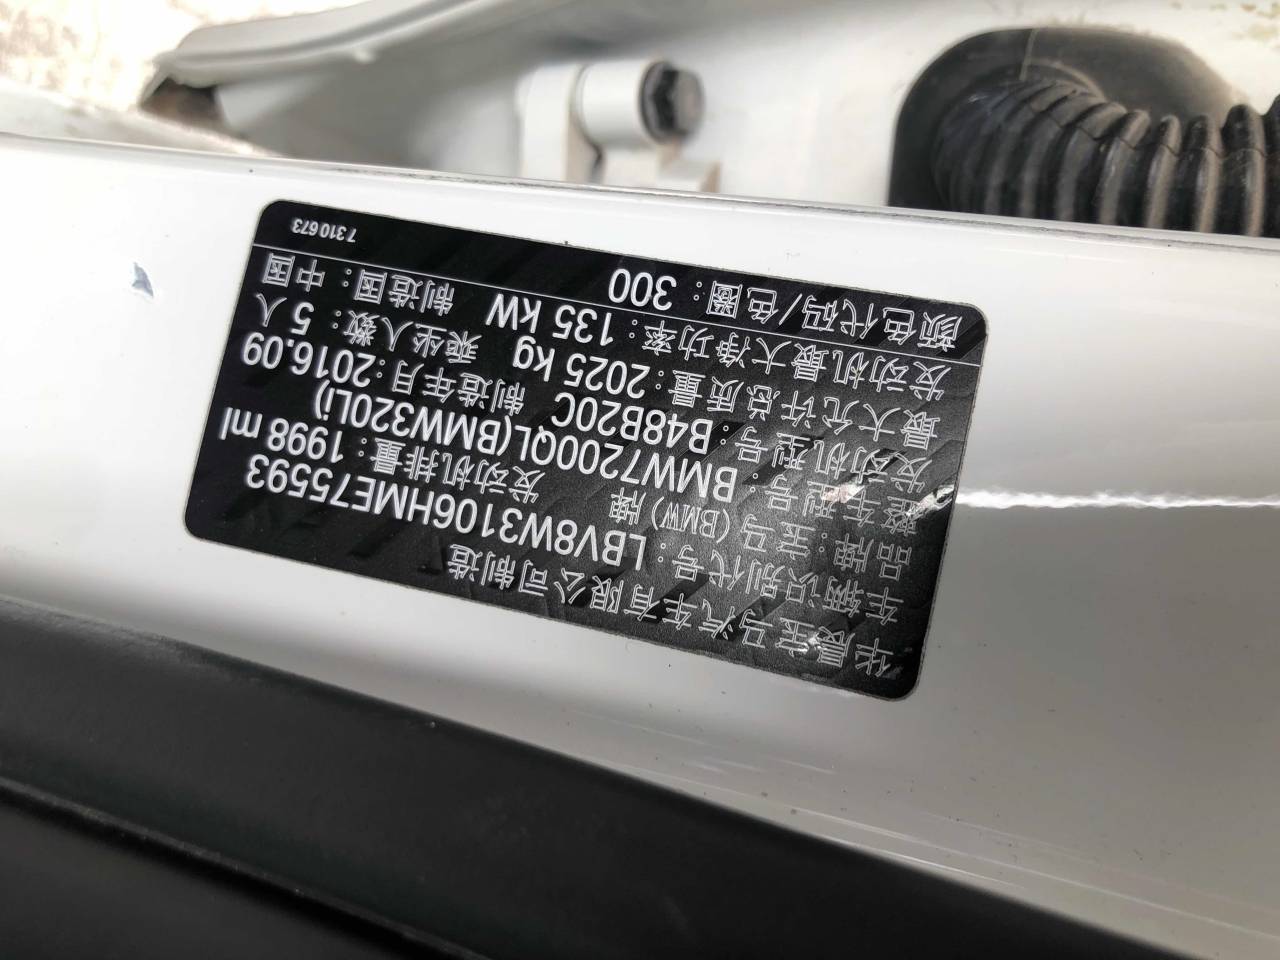 华晨宝马汽车有限公司制造
车辆识别代号：LBV8W3106HME75593
品牌：宝马（BMW）牌 发动机排量：1998 ml
整车型号：BMW7200QL(BMW320Li)
发动机型号：B48B20C 制造年月：2016.09
最大允许总质量：2025 kg 乘坐人数：5 人
发动机最大净功率：135 kW 制造国：中国
颜色代码/色圈：300
7310673